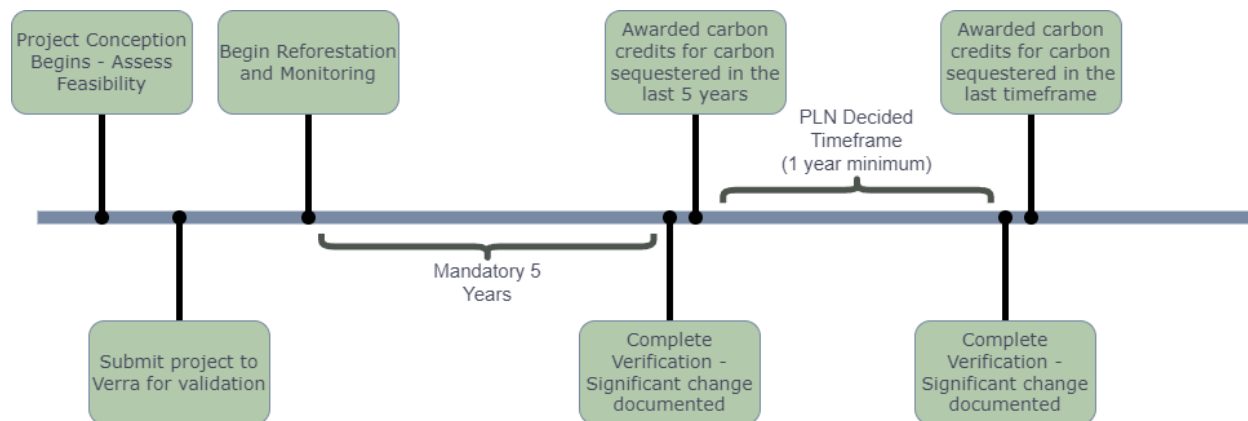 Project Conception
Begins - Assess
Feasibility
Begin Reforestation
and Monitoring
Awarded carbon
credits for carbon
sequestered in the
last 5 years
Awarded carbon
credits for carbon
sequestered in the
last timeframe
PLN Decided
Timeframe
(1 year minimum)
Mandatory 5
Years
Submit project to
Verra for validation
Complete
Verification -
Significant change
documented
Complete
Verification -
Significant change
documented